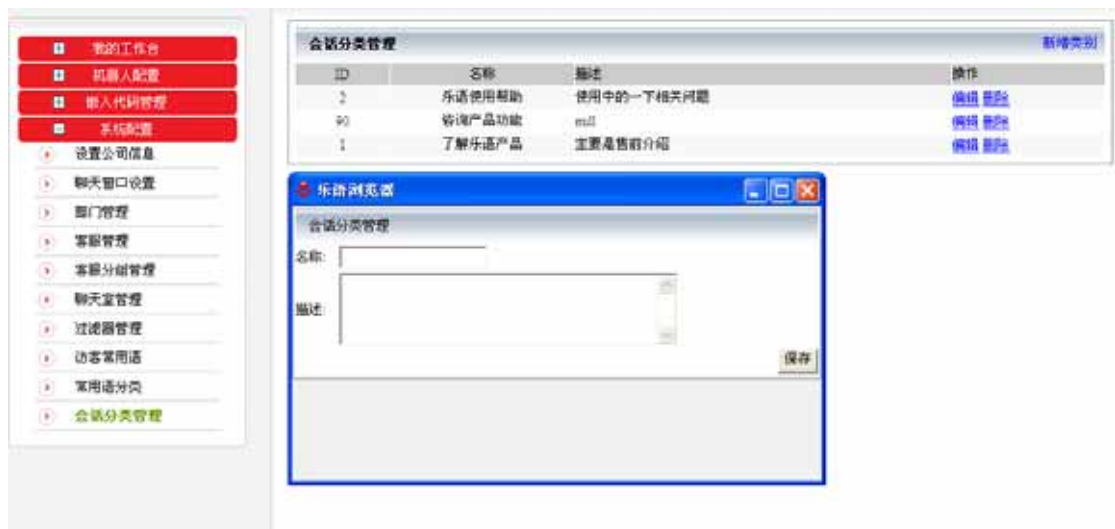 我的工作台
机器人配置
嵌入代码管理
系统配置
设置公司信息
聊天窗口设置
部门管理
客服管理
客服分组管理
聊天室管理
过滤器管理
访客常用语
常用语分类
会话分类管理
会话分类管理 新增类别
ID 名称 描述 操作
2 乐语使用帮助 使用中的一下相关问题 编辑 删除
90 咨询产品功能 null 编辑 删除
1 了解乐语产品 主要是售前介绍 编辑 删除
乐语浏览器
会话分类管理
名称:
描述:
保存